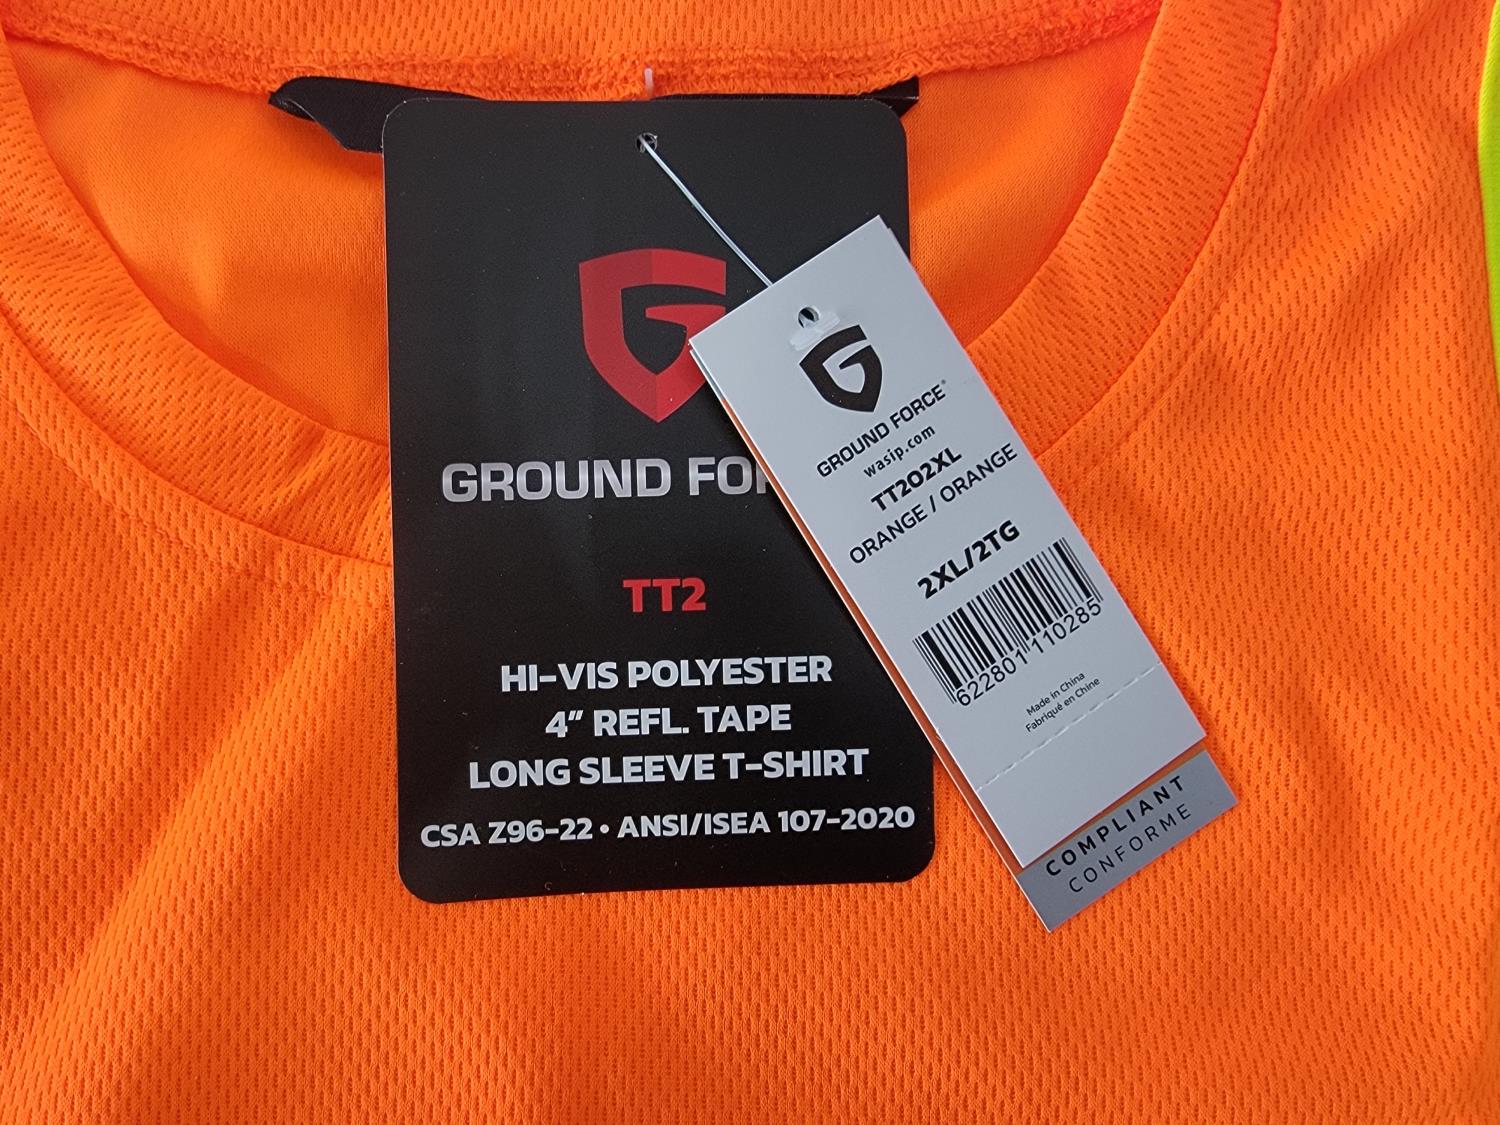 GROUND FOR
TT2
HI-VIS POLYESTER
4" REFL. TAPE
LONG SLEEVE T-SHIRT
CSA Z96-22 • ANSI/ISEA 107-2020
GROUND FORCE®
wasip.com
TT2O2XL
ORANGE / ORANGE
2XL/2TG
622801110285
Made in China
Fabriqué en Chine
COMPLIANT
CONFORME